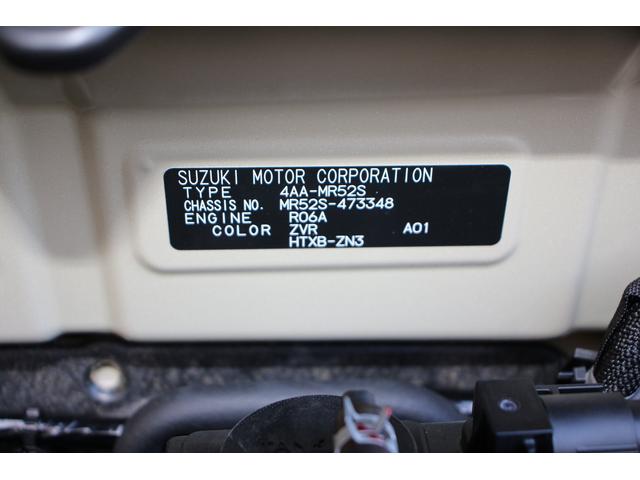 SUZUKI MOTOR CORPORATION
TYPE 4AA-MR52S
CHASSIS NO. MR52S-473348
ENGINE R06A
COLOR ZVR A01
HTXB-ZN3